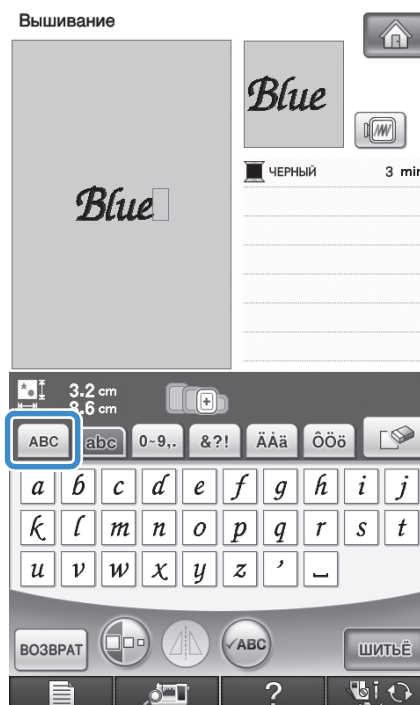 Вышивание
Blue
Blue
ЧЕРНЫЙ 3 min
3.2 cm
8.6 cm
ABC abc 0~9,. &?! ÄÅä ÔÖö
a b c d e f g h i j
k l m n o p q r s t
u v w x y z ’ ⎵
ВОЗВРАТ ✓ABC ШИТЬЁ
?